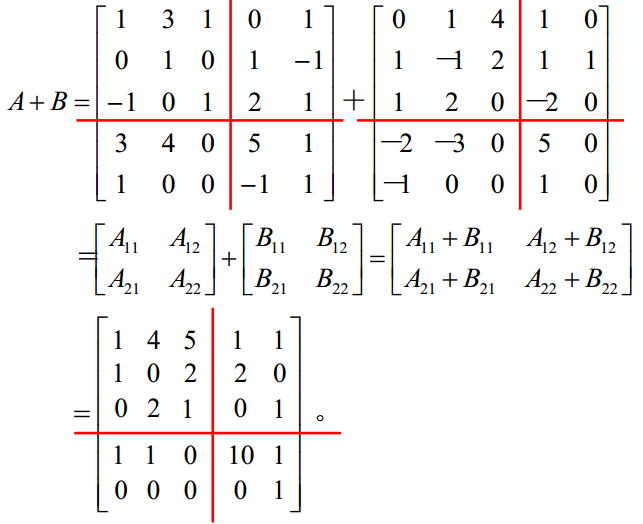 1 3 1 0 1 0 1 4 1 0
0 1 0 1 −1 1 −1 2 1 1
A + B = −1 0 1 2 1 + 1 2 0 −2 0
3 4 0 5 1 −2 −3 0 5 0
1 0 0 −1 1 −1 0 0 1 0
= [A₁₁ A₁₂ + [B₁₁ B₁₂ = [A₁₁ + B₁₁ A₁₂ + B₁₂
A₂₁ A₂₂] B₂₁ B₂₂] A₂₁ + B₂₁ A₂₂ + B₂₂]
1 4 5 1 1
1 0 2 2 0
= 0 2 1 0 1 。
1 1 0 10 1
0 0 0 0 1